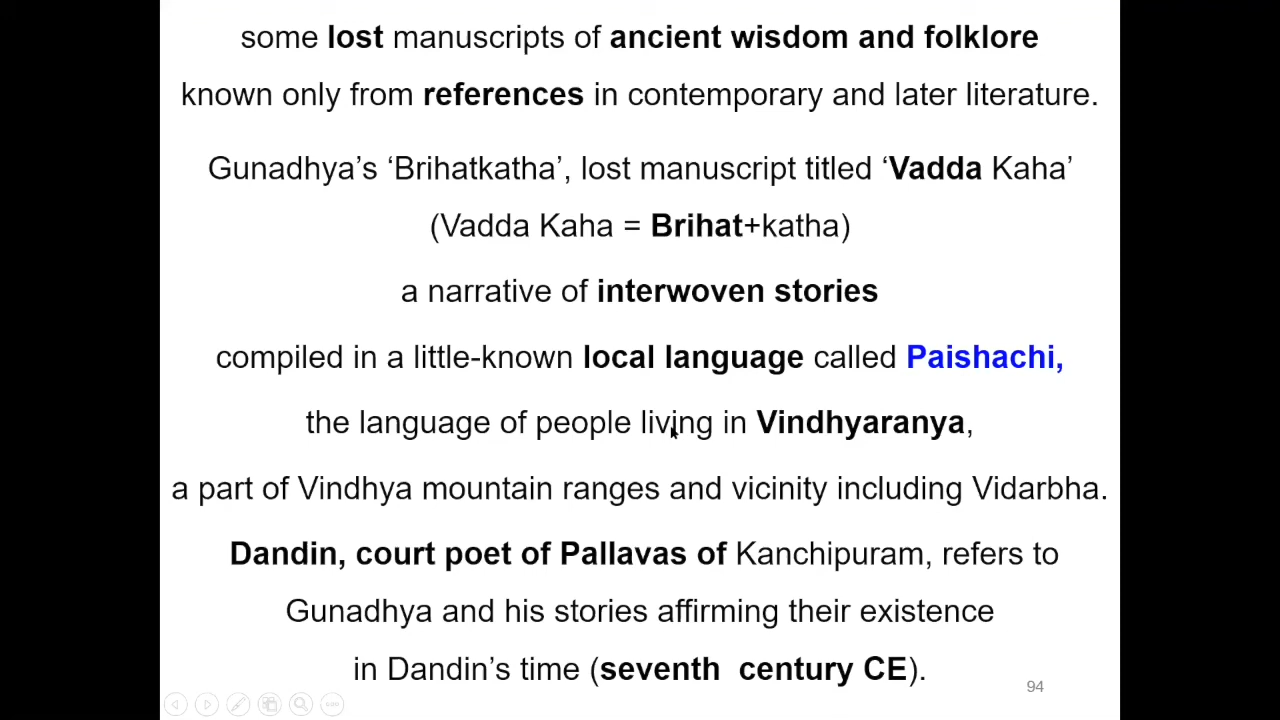 some lost manuscripts of ancient wisdom and folklore
known only from references in contemporary and later literature.
Gunadhya’s ‘Brihatkatha’, lost manuscript titled ‘Vadda Kaha’
(Vadda Kaha = Brihat+katha)
a narrative of interwoven stories
compiled in a little-known local language called Paishachi,
the language of people living in Vindhyaranya,
a part of Vindhya mountain ranges and vicinity including Vidarbha.
Dandin, court poet of Pallavas of Kanchipuram, refers to
Gunadhya and his stories affirming their existence
in Dandin’s time (seventh  century CE).
94